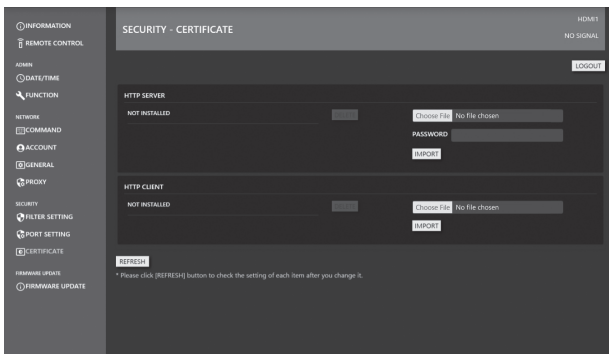 INFORMATION
REMOTE CONTROL
ADMIN
DATE/TIME
FUNCTION
NETWORK
COMMAND
ACCOUNT
GENERAL
PROXY
SECURITY
FILTER SETTING
PORT SETTING
CERTIFICATE
FIRMWARE UPDATE
FIRMWARE UPDATE
SECURITY - CERTIFICATE
HDMI1
NO SIGNAL
LOGOUT
HTTP SERVER
NOT INSTALLED
Choose File No file chosen
PASSWORD
IMPORT
HTTP CLIENT
NOT INSTALLED
Choose File No file chosen
IMPORT
REFRESH
* Please click [REFRESH] button to check the setting of each item after you change it.